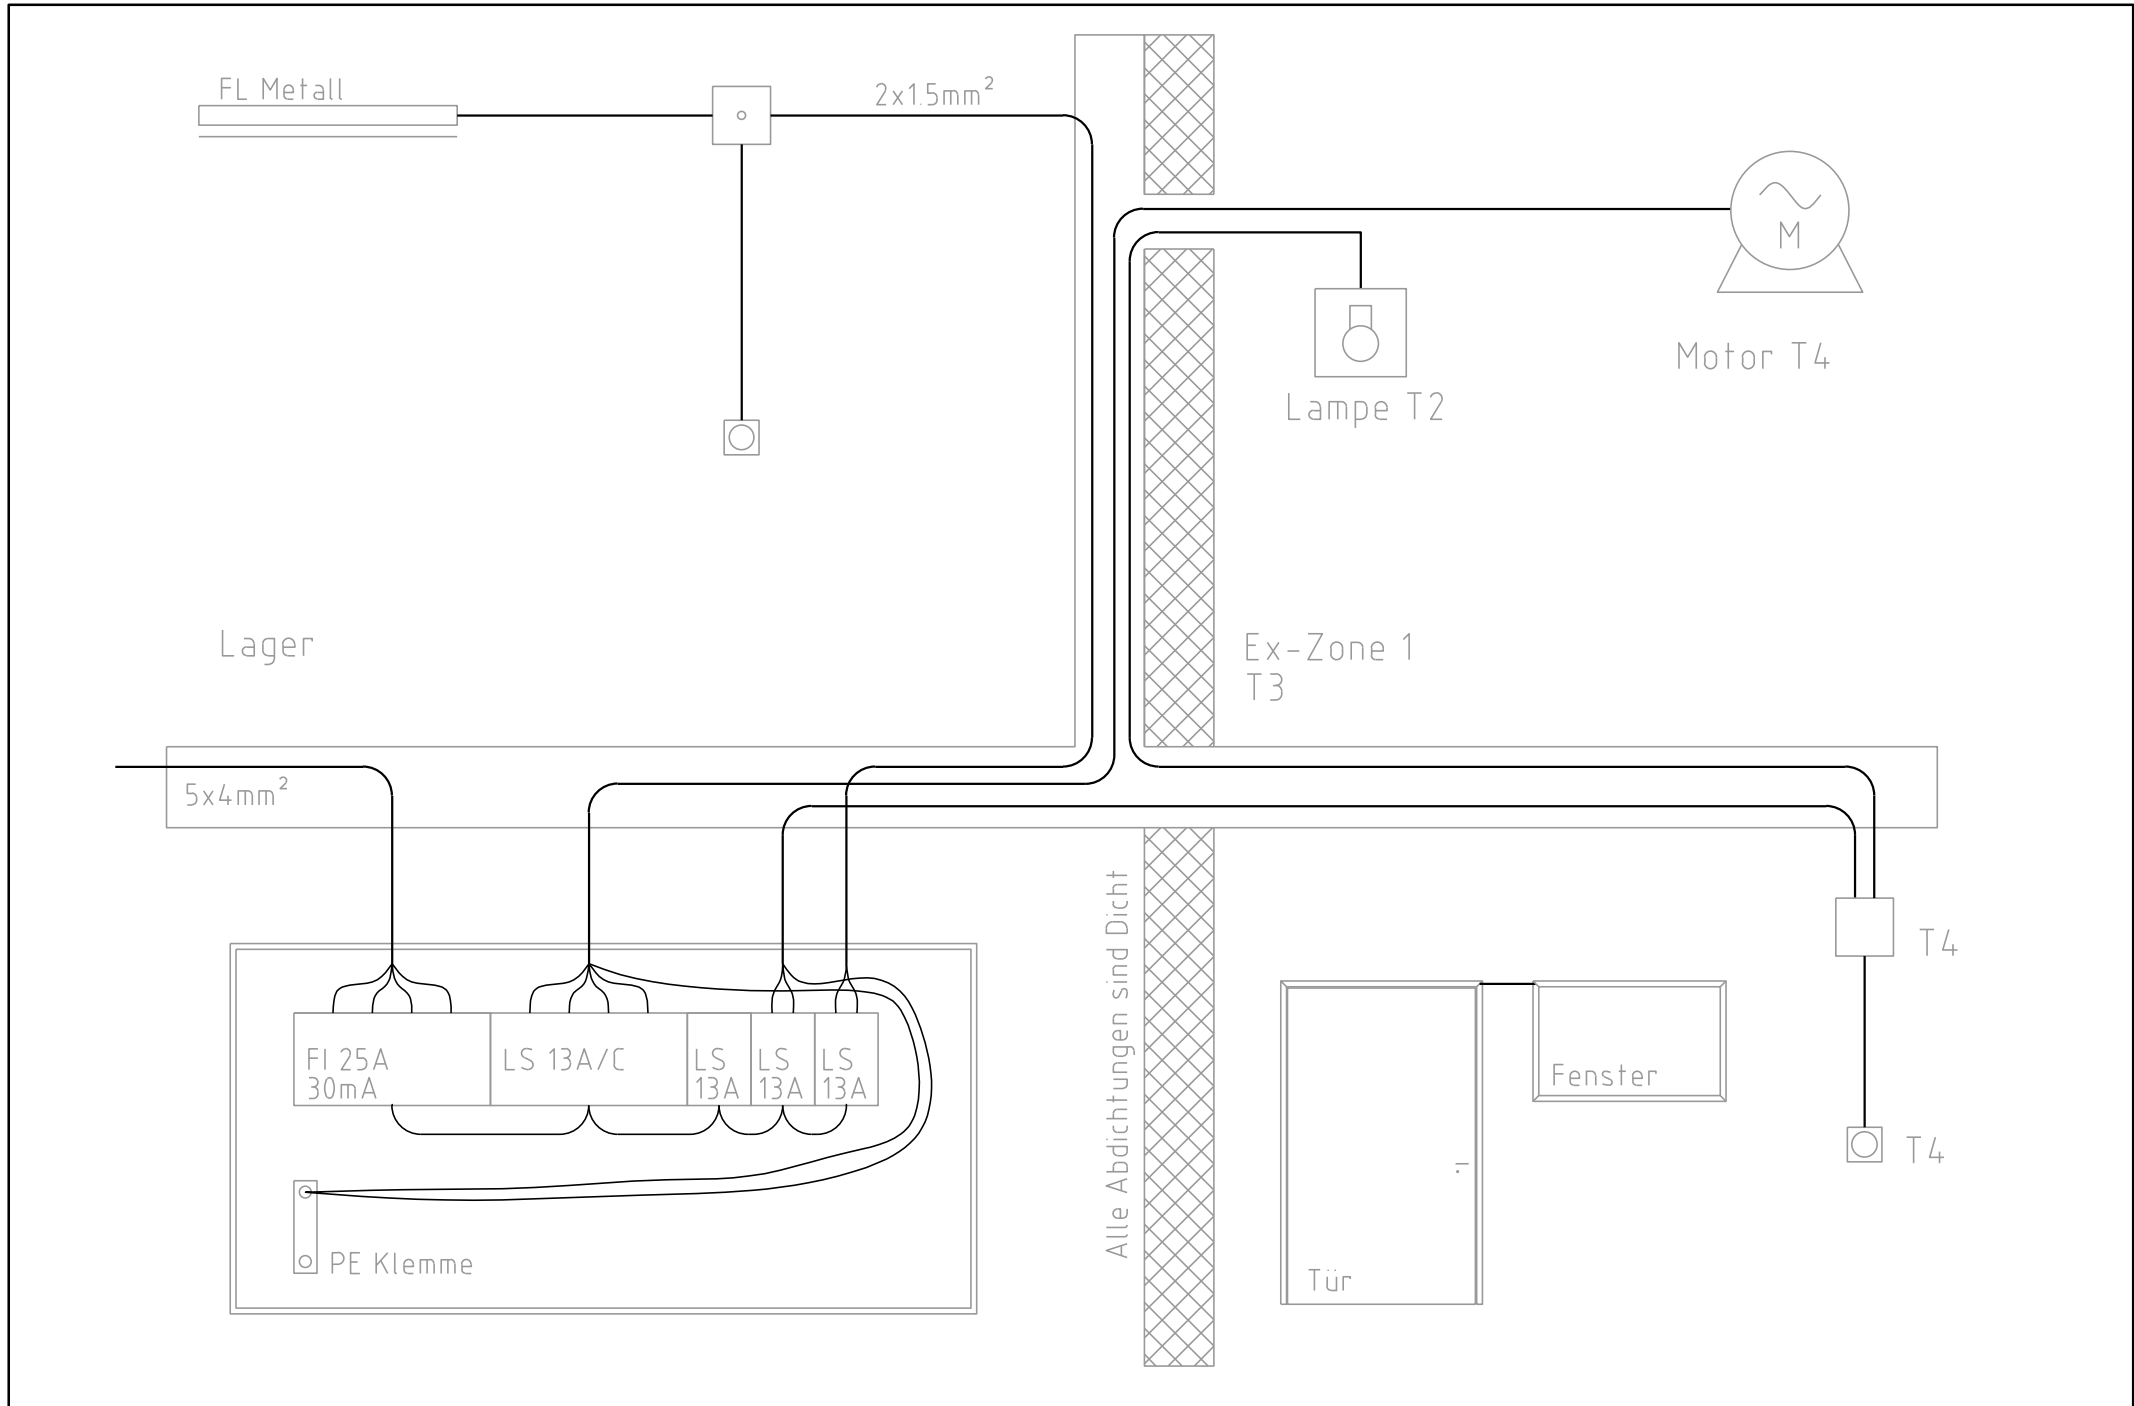 FL Metall
2x1.5mm²
M
Motor T4
Lampe T2
Lager
Ex-Zone 1
T3
5x4mm²
Alle Abdichtungen sind Dicht
T4
FI 25A
30mA
LS 13A/C
LS
13A
LS
13A
LS
13A
Fenster
T4
PE Klemme
Tür